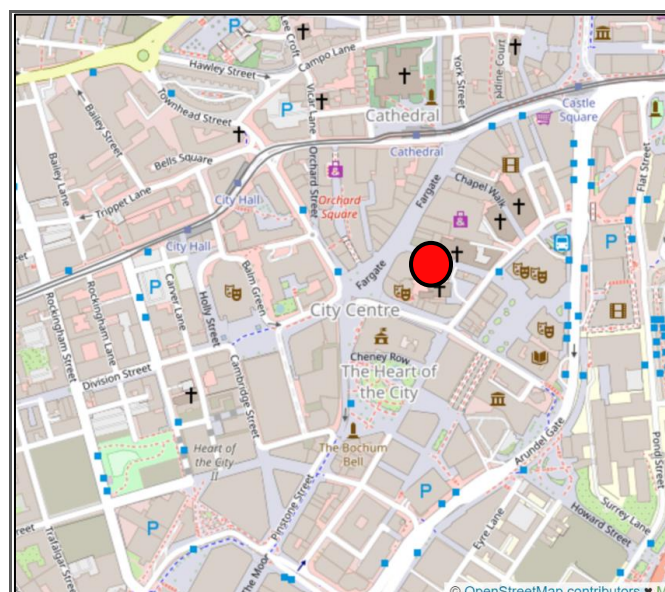 Lee Croft
Campo Lane
Hawley Street
Vicar Lane
York Street
Castle
Square
Townhead Street
Cathedral
Bailey Street
Cathedral
Flat Street
Bells Square
Orchard Street
Bailey Lane
Fargate
Chapel Walk
City Hall
Orchard
Square
Trippet Lane
City Hall
Balm Green
Fargate
Carver Lane
Holly Street
City Centre
Rockingham Street
Rockingham Lane
Cheney Row
The Heart of
the City
Division Street
Cambridge Street
Heart
of the City
II
The Bochum
Bell
Arundel Gate
Pond Street
Pinstone Street
Surrey Lane
Howard Street
Eyre Lane
Trafalgar Street
The Moor
© OpenStreetMap contributors